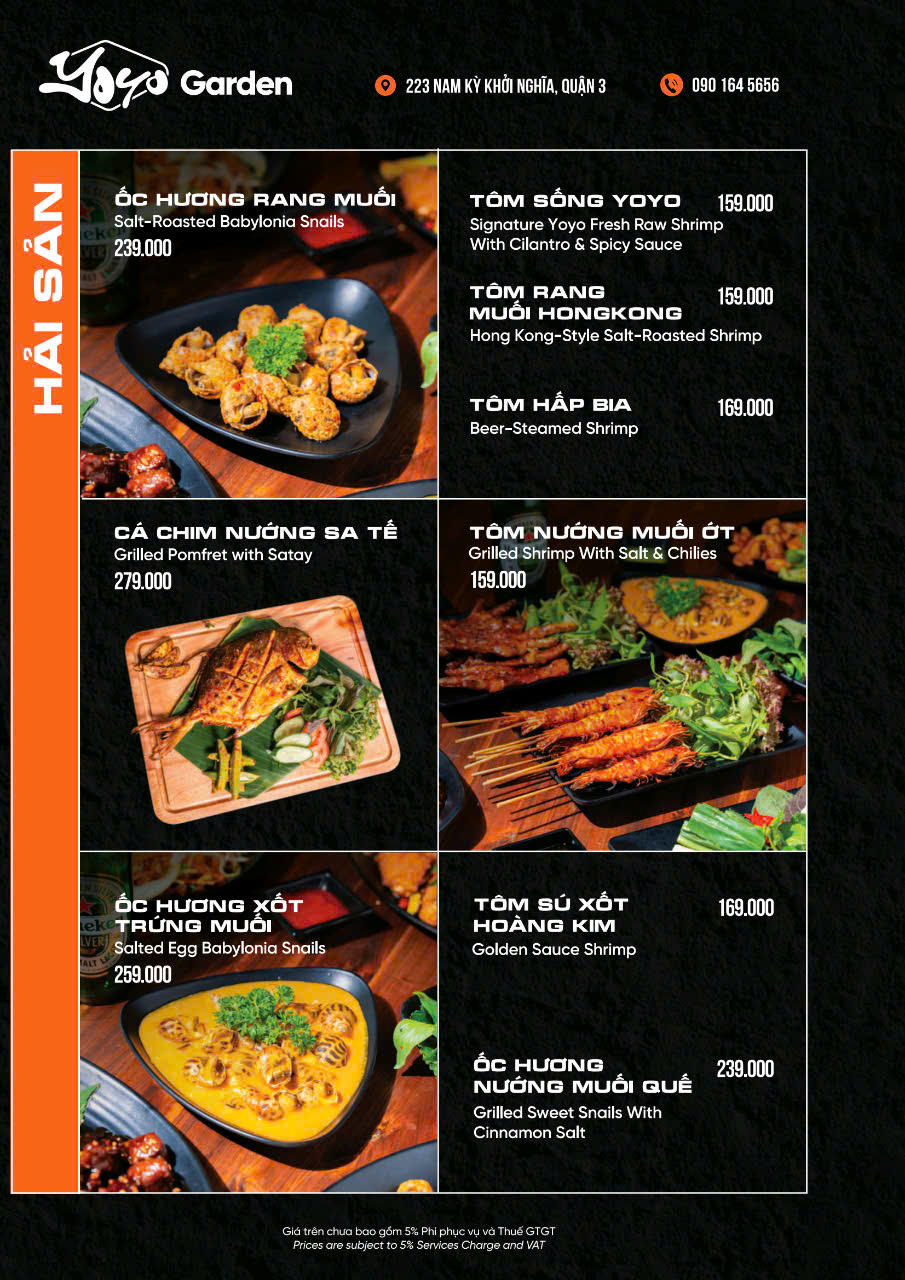 Yoyo Garden
223 NAM KỲ KHỞI NGHĨA, QUẬN 3
090 164 5656
HẢI SẢN
ỐC HƯƠNG RANG MUỐI
Salt-Roasted Babylonia Snails
239.000
TÔM SỐNG YOYO 159.000
Signature Yoyo Fresh Raw Shrimp
With Cilantro & Spicy Sauce
TÔM RANG
MUỐI HONGKONG 159.000
Hong Kong-Style Salt-Roasted Shrimp
TÔM HẤP BIA 169.000
Beer-Steamed Shrimp
CÁ CHIM NƯỚNG SA TẾ
Grilled Pomfret with Satay
279.000
TÔM NƯỚNG MUỐI ỚT
Grilled Shrimp With Salt & Chilies
159.000
ỐC HƯƠNG XỐT
TRỨNG MUỐI
Salted Egg Babylonia Snails
259.000
TÔM SÚ XỐT 169.000
HOÀNG KIM
Golden Sauce Shrimp
ỐC HƯƠNG 239.000
NƯỚNG MUỐI QUẾ
Grilled Sweet Snails With
Cinnamon Salt
Giá trên chưa bao gồm 5% Phí phục vụ và Thuế GTGT
Prices are subject to 5% Services Charge and VAT